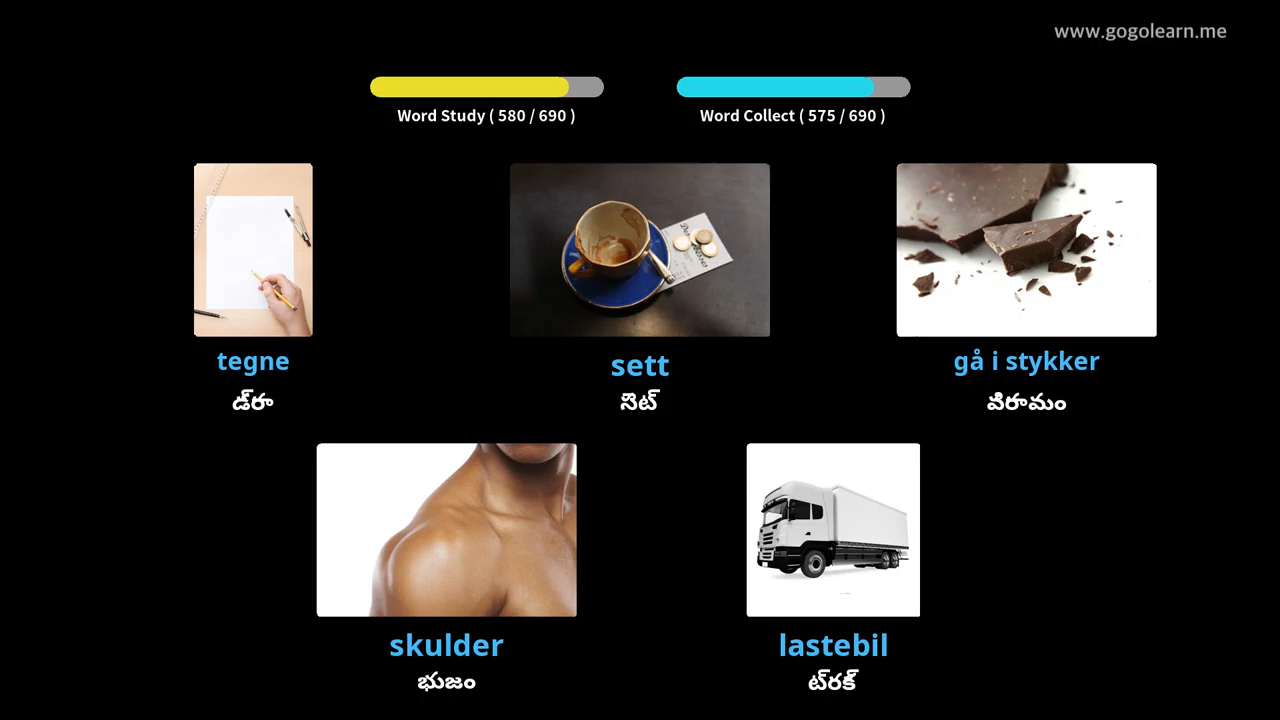 www.gogolearn.me
Word Study ( 580 / 690 )
Word Collect ( 575 / 690 )
tegne
sett
gå i stykker
డ్రా
సెట్
విరామం
skulder
lastebil
భుజం
ట్రక్